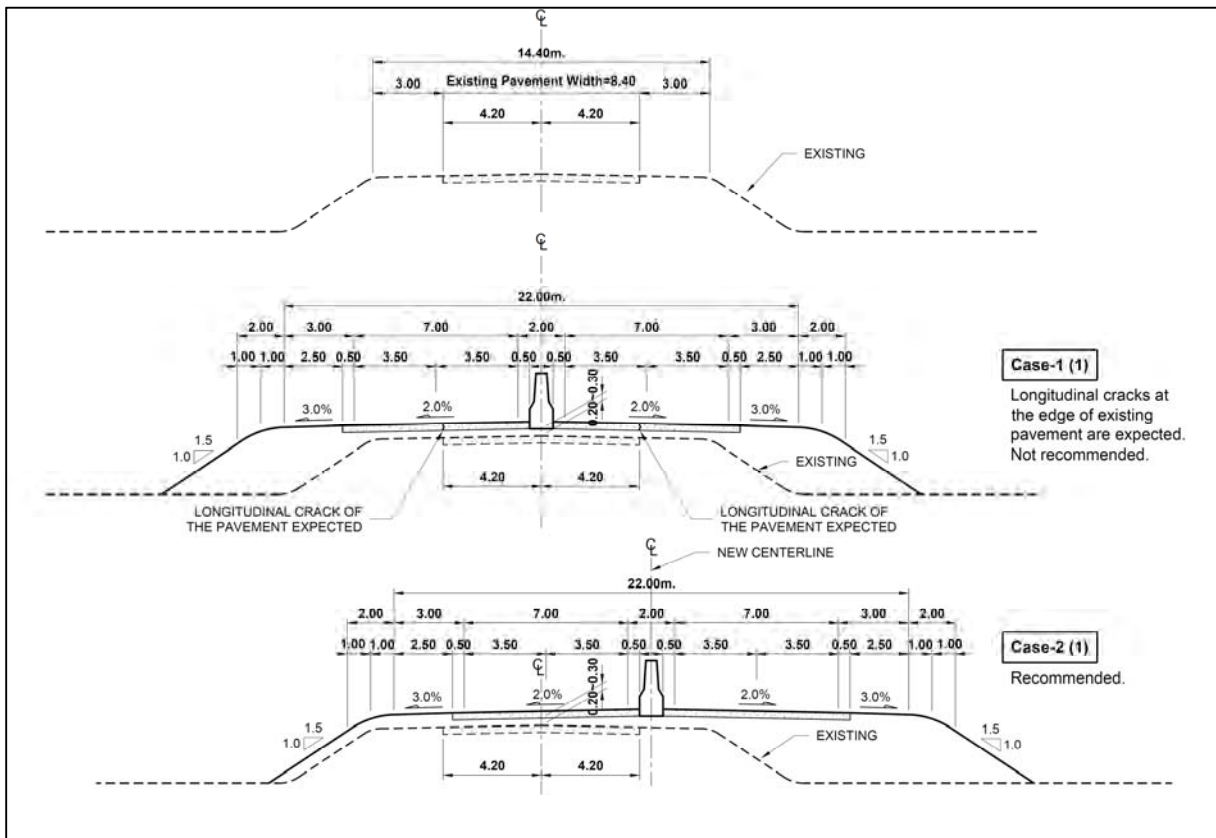 ℄
14.40m.
3.00 Existing Pavement Width=8.40 3.00
4.20 4.20
EXISTING
℄
22.00m.
2.00 3.00 7.00 2.00 7.00 3.00 2.00
1.00 1.00 2.50 0.50 3.50 3.50 0.50 0.50 3.50 3.50 0.50 2.50 1.00 1.00
0.20~0.30
3.0% 2.0% 2.0% 3.0%
1.5
1.0
1.5
1.0
EXISTING
4.20 4.20
LONGITUDINAL CRACK OF
THE PAVEMENT EXPECTED
LONGITUDINAL CRACK OF
THE PAVEMENT EXPECTED
Case-1 (1)
Longitudinal cracks at
the edge of existing
pavement are expected.
Not recommended.
℄
NEW CENTERLINE
22.00m.
2.00 3.00 7.00 2.00 7.00 3.00 2.00
1.00 1.00 2.50 0.50 3.50 3.50 0.50 0.50 3.50 3.50 0.50 2.50 1.00 1.00
℄
0.20~0.30
3.0% 2.0% 2.0% 3.0%
1.5
1.0
1.5
1.0
EXISTING
4.20 4.20
Case-2 (1)
Recommended.